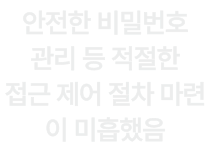 안전한 비밀번호
관리 등 적절한
접근 제어 절차 마련
이 미흡했음